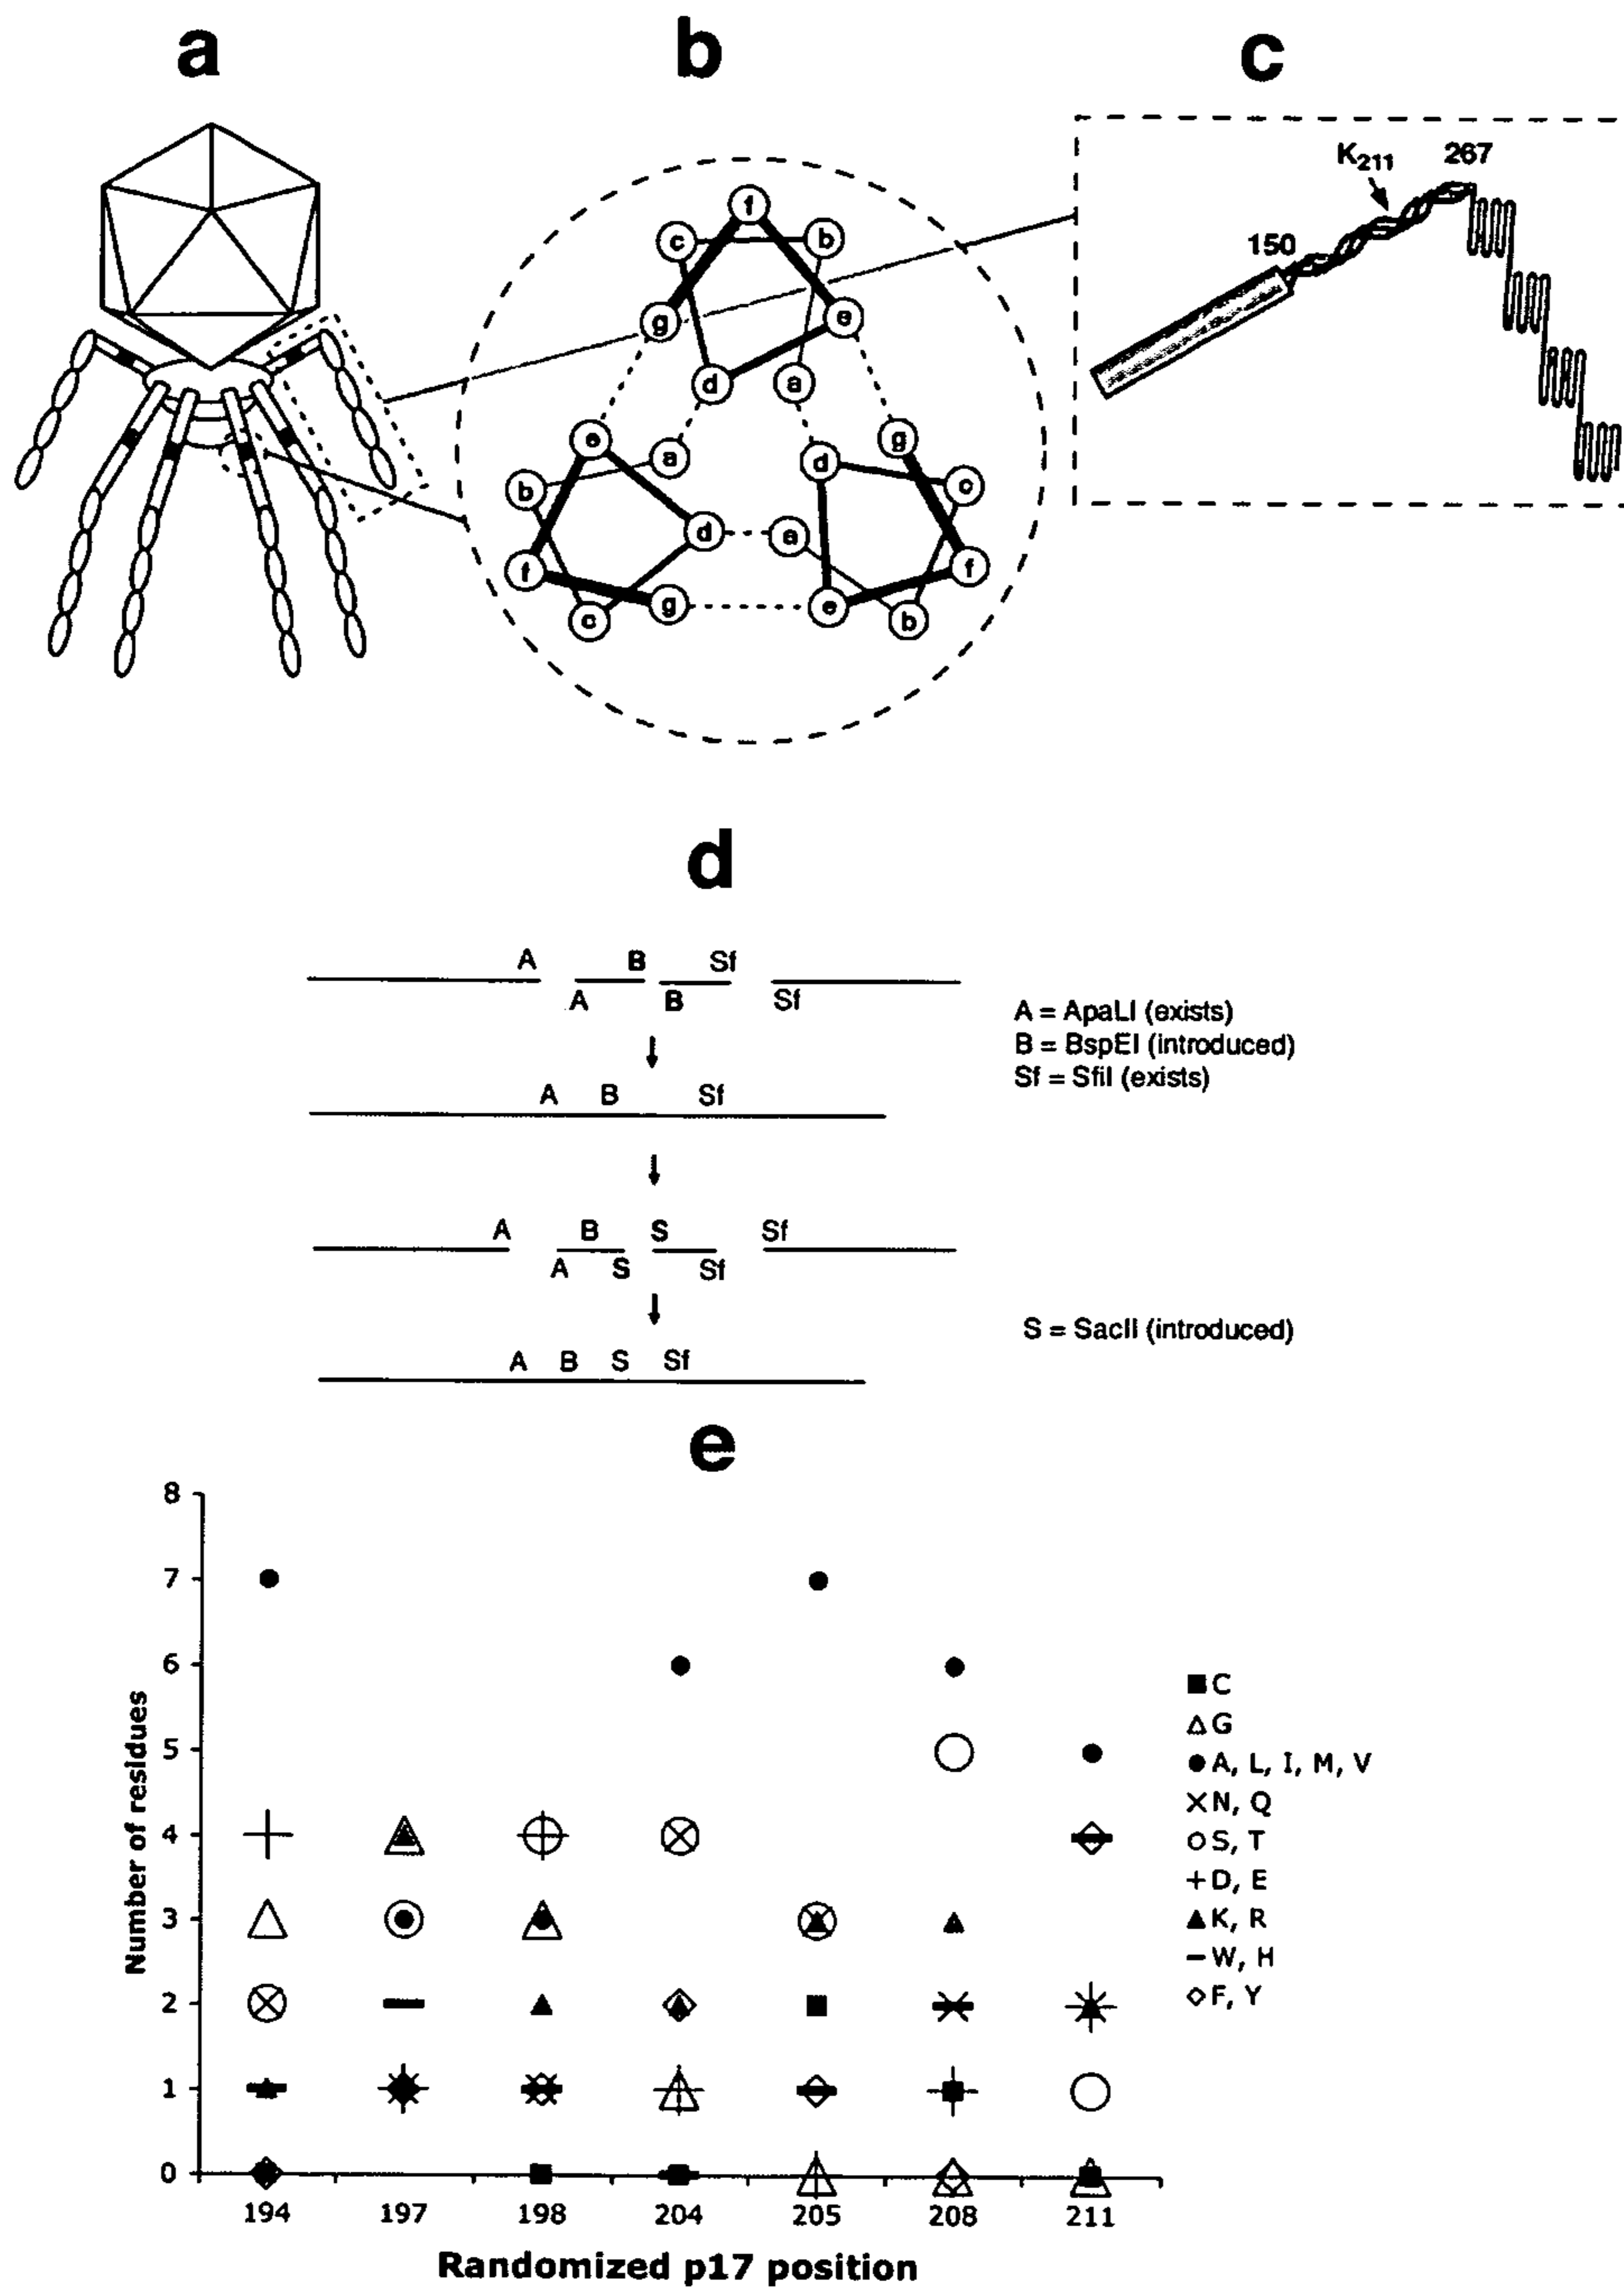 a
b
c
f
c
b
g
e
d
a
e
a
b
d
f
g
c
g
d
c
a
f
e
b
K211
267
150
d
A
B
Sf
A
B
Sf
A = ApaLI (exists)
B = BspEI (introduced)
Sf = SfiI (exists)
A
B
Sf
A
B
S
Sf
A
S
Sf
S = SacII (introduced)
A
B
S
Sf
e
8
7
6
5
4
3
2
1
0
Number of residues
C
G
A, L, I, M, V
N, Q
S, T
D, E
K, R
W, H
F, Y
194
197
198
204
205
208
211
Randomized p17 position